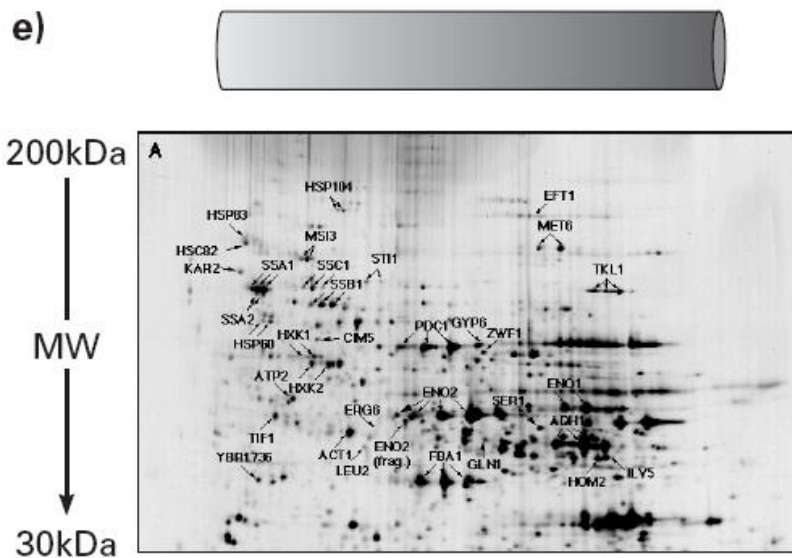 e)
200kDa
MW
30kDa
A
HSP104
EFT1
HSP83
MET6
MSI3
HSC82
STI1
KAR2
SSA1
SSC1
TKL1
SSB1
SSA2
PDC1
GYP6
HXK1
CIM5
ZWF1
HSP60
ATP2
HXK2
ENO2
ENO1
SER1
ERG6
ADH1
TIF1
ACT1
ENO2
(frag.)
LEU2
FBA1
GLN1
YBR1736
HOM2
ILV5